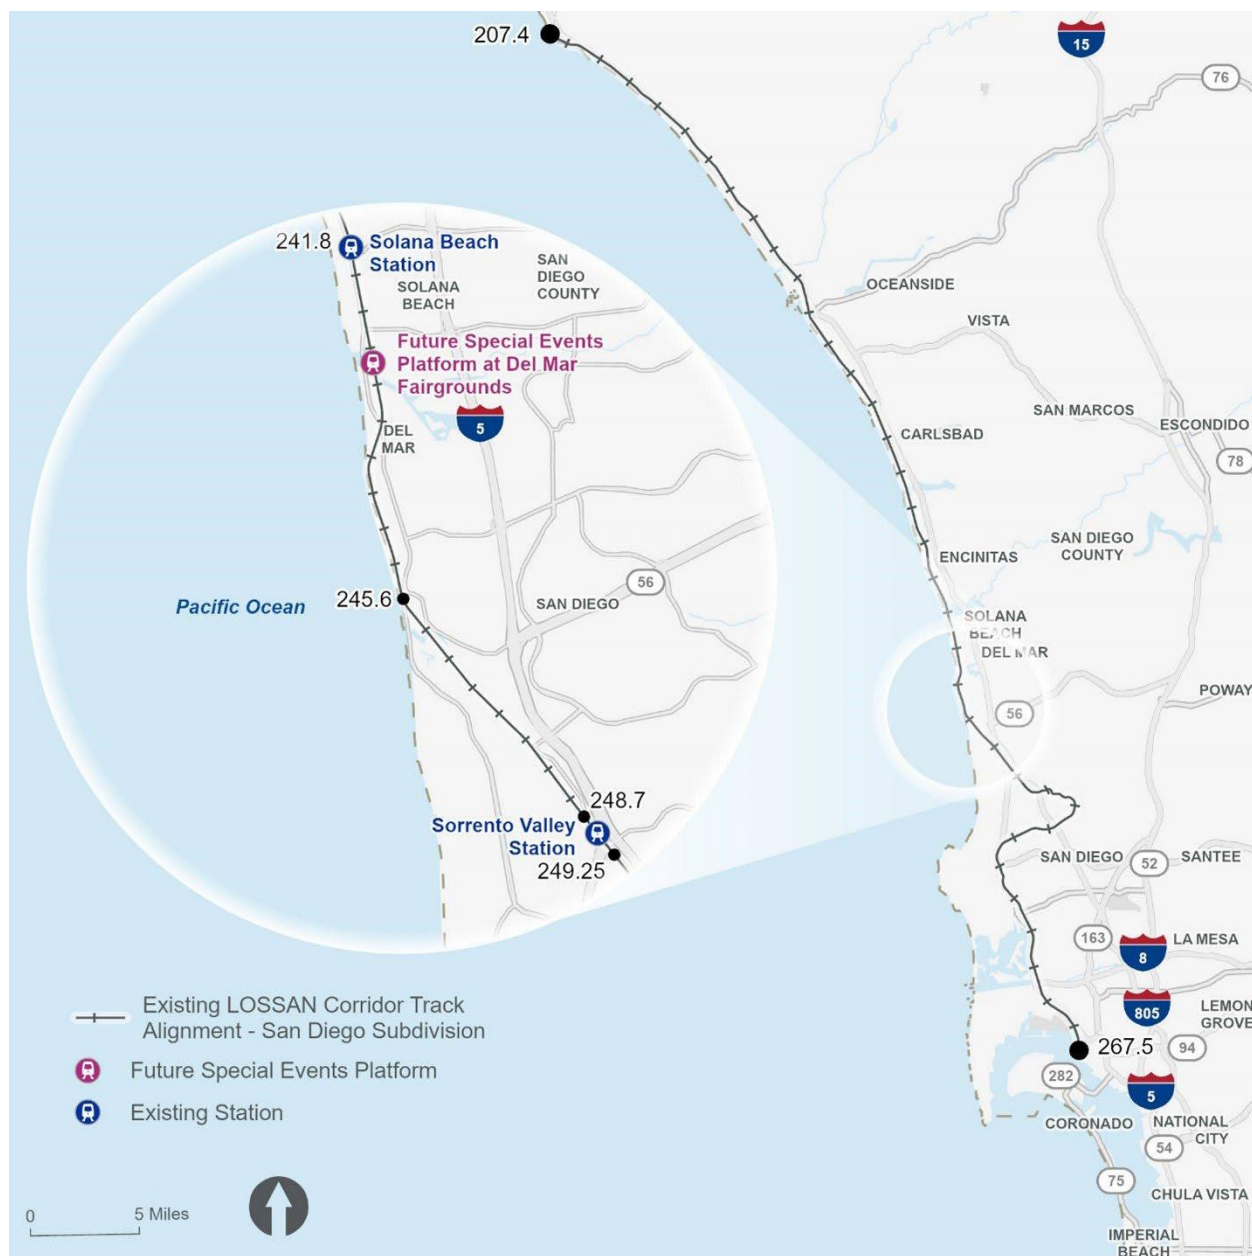 207.4
15
76
241.8
Solana Beach
Station
SAN
DIEGO
COUNTY
SOLANA
BEACH
Future Special Events
Platform at Del Mar
Fairgrounds
5
DEL
MAR
Pacific Ocean
245.6
56
SAN DIEGO
248.7
Sorrento Valley
Station
249.25
OCEANSIDE
VISTA
SAN MARCOS
ESCONDIDO
CARLSBAD
78
ENCINITAS
SAN DIEGO
COUNTY
SOLANA
BEACH
DEL MAR
POWAY
56
SAN DIEGO
52
SANTEE
163
8
LA MESA
805
LEMON
GROVE
267.5
94
282
5
CORONADO
NATIONAL
CITY
54
75
CHULA VISTA
IMPERIAL
BEACH
Existing LOSSAN Corridor Track
Alignment - San Diego Subdivision
Future Special Events Platform
Existing Station
0
5 Miles